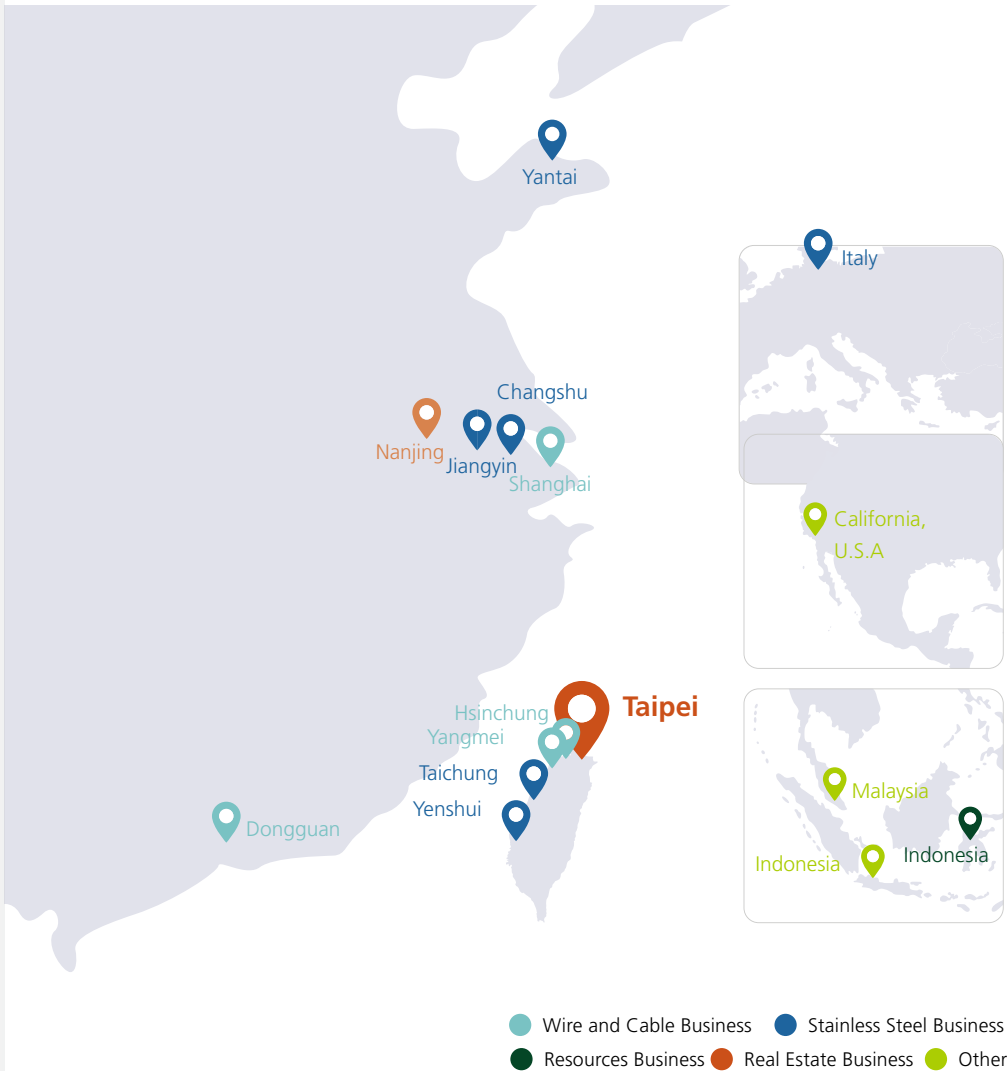 Yantai
Italy
Changshu
Nanjing
Jiangyin
Shanghai
California,
U.S.A
Taipei
Hsinchung
Yangmei
Taichung
Yenshui
Dongguan
Malaysia
Indonesia
Indonesia
Wire and Cable Business
Stainless Steel Business
Resources Business
Real Estate Business
Other